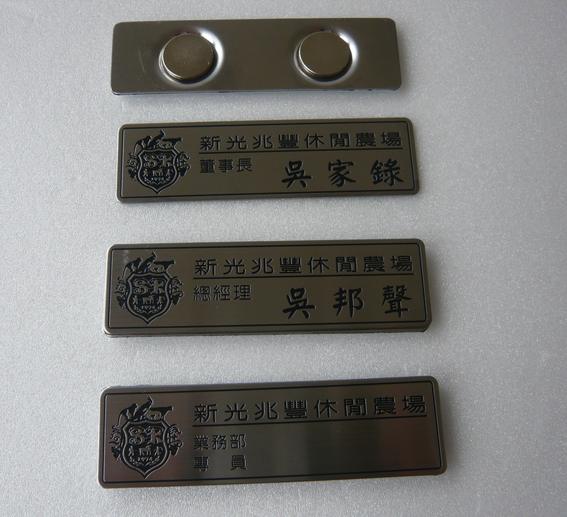 新光兆豐休閒農場
董事長 吳家錄
新光兆豐休閒農場
總經理 吳邦聲
新光兆豐休閒農場
業務部
專員